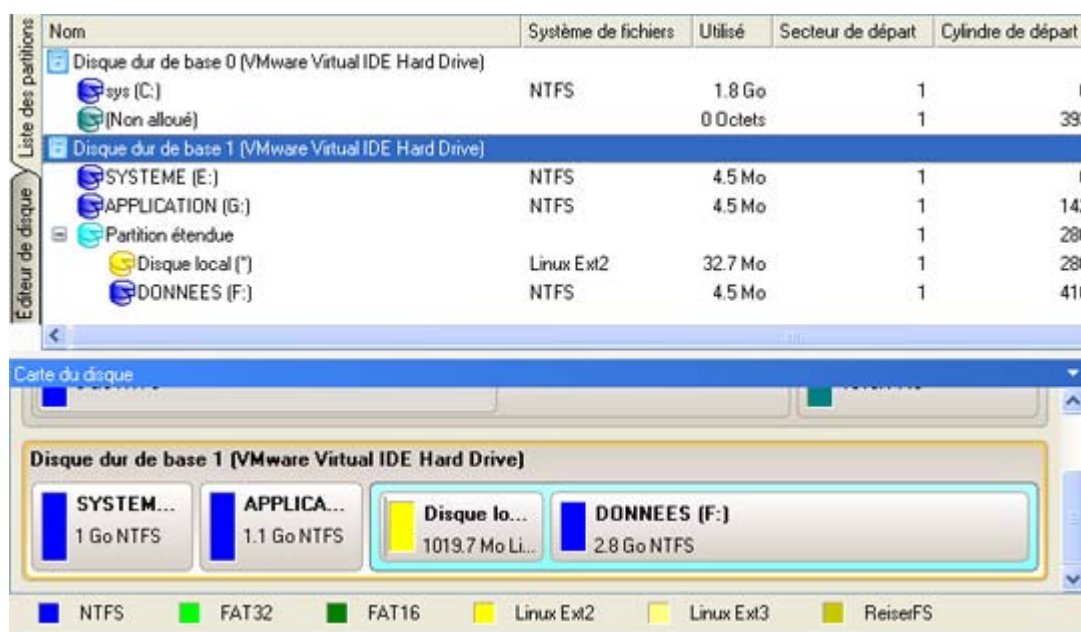 Liste des partitions
Éditeur de disque
Nom Système de fichiers Utilisé Secteur de départ Cylindre de départ
Disque dur de base 0 (VMware Virtual IDE Hard Drive)
sys (C:) NTFS 1.8 Go 1
(Non alloué) 0 Octets 1 39
Disque dur de base 1 (VMware Virtual IDE Hard Drive)
SYSTEME (E:) NTFS 4.5 Mo 1
APPLICATION (G:) NTFS 4.5 Mo 1 14
Partition étendue 1 28
Disque local (*) Linux Ext2 32.7 Mo 1 28
DONNEES (F:) NTFS 4.5 Mo 1 41
Carte du disque
Disque dur de base 1 (VMware Virtual IDE Hard Drive)
SYSTEM... APPLICA... Disque lo... DONNEES (F:)
1 Go NTFS 1.1 Go NTFS 1019.7 Mo Li... 2.8 Go NTFS
NTFS FAT32 FAT16 Linux Ext2 Linux Ext3 ReiserFS